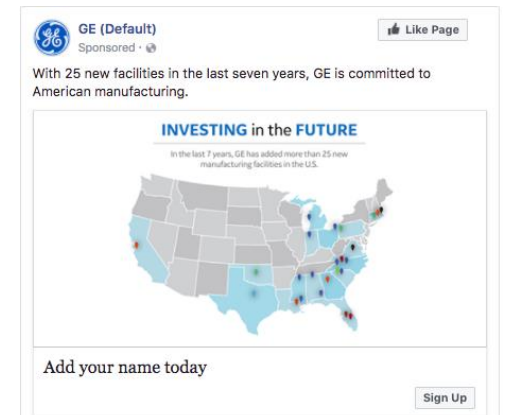 GE (Default)
Like Page
Sponsored ·
With 25 new facilities in the last seven years, GE is committed to
American manufacturing.
INVESTING in the FUTURE
In the last 7 years, GE has added more than 25 new
manufacturing facilities in the U.S.
Add your name today
Sign Up